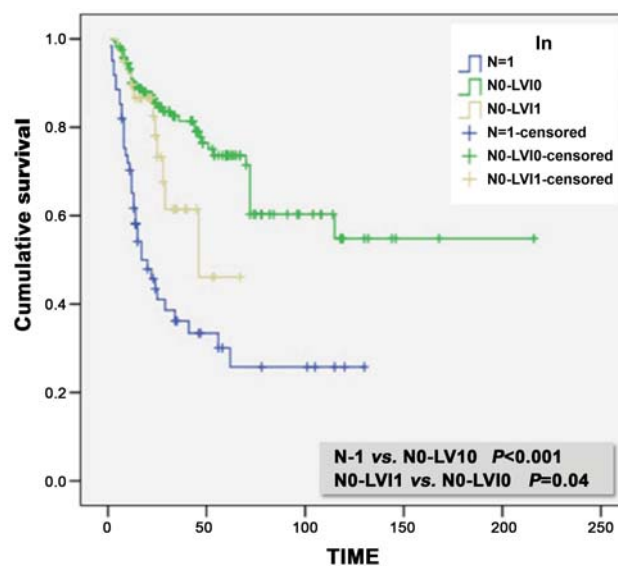 In
N=1
N0-LVI0
N0-LVI1
N=1-censored
N0-LVI0-censored
N0-LVI1-censored
Cumulative survival
1.0
0.8
0.6
0.4
0.2
0.0
N-1 vs. N0-LV10 P<0.001
N0-LVI1 vs. N0-LVI0 P=0.04
0 50 100 150 200 250
TIME